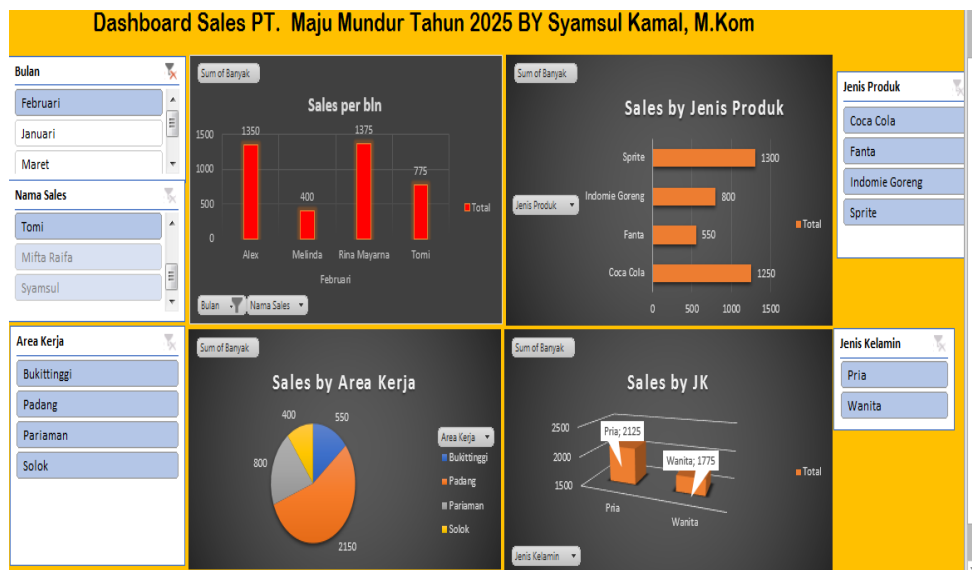 Dashboard Sales PT. Maju Mundur Tahun 2025 BY Syamsul Kamal, M.Kom
Bulan
Februari
Januari
Maret
Nama Sales
Tomi
Mifta Raifa
Syamsul
Area Kerja
Bukittinggi
Padang
Pariaman
Solok
Sum of Banyak
Sales per bln
1500
1000
500
0
1350
400
1375
775
Alex
Melinda
Rina Mayarna
Tomi
Februari
Total
Bulan
Nama Sales
Sum of Banyak
Sales by Jenis Produk
Jenis Produk
Sprite
1300
Indomie Goreng
800
Fanta
550
Coca Cola
1250
0
500
1000
1500
Total
Jenis Produk
Coca Cola
Fanta
Indomie Goreng
Sprite
Sum of Banyak
Sales by Area Kerja
400
550
800
2150
Area Kerja
Bukittinggi
Padang
Pariaman
Solok
Sum of Banyak
Sales by JK
2500
2000
1500
Pria; 2125
Wanita; 1775
Pria
Wanita
Total
Jenis Kelamin
Jenis Kelamin
Pria
Wanita